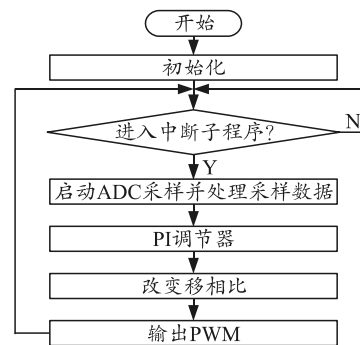 开始
初始化
进入中断子程序?
N
Y
启动ADC采样并处理采样数据
PI调节器
改变移相比
输出PWM